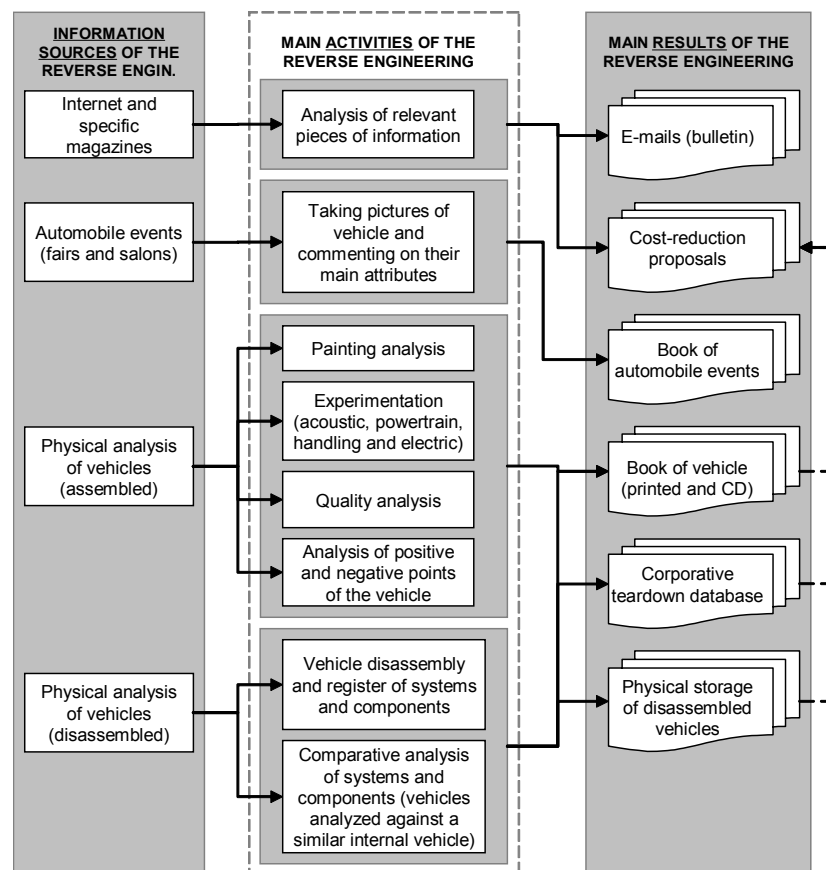 INFORMATION
SOURCES OF THE
REVERSE ENGIN.
Internet and
specific
magazines
Automobile events
(fairs and salons)
Physical analysis
of vehicles
(assembled)
Physical analysis
of vehicles
(disassembled)
MAIN ACTIVITIES OF THE
REVERSE ENGINEERING
Analysis of relevant
pieces of information
Taking pictures of
vehicle and
commenting on their
main attributes
Painting analysis
Experimentation
(acoustic, powertrain,
handling and electric)
Quality analysis
Analysis of positive
and negative points
of the vehicle
Vehicle disassembly
and register of systems
and components
Comparative analysis
of systems and
components (vehicles
analyzed against a
similar internal vehicle)
MAIN RESULTS OF THE
REVERSE ENGINEERING
E-mails (bulletin)
Cost-reduction
proposals
Book of
automobile events
Book of vehicle
(printed and CD)
Corporative
teardown database
Physical storage
of disassembled
vehicles